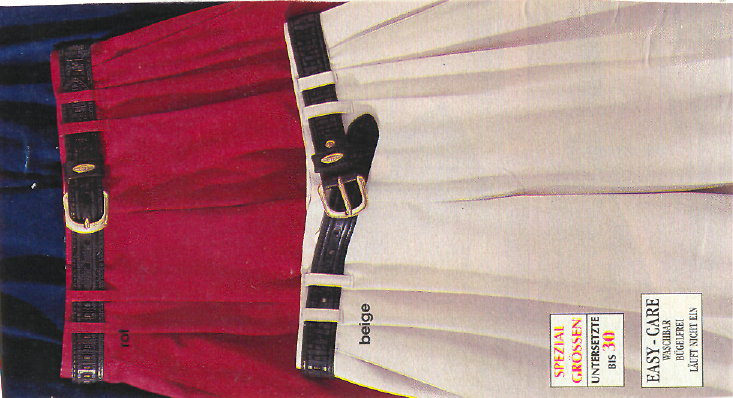 rot
beige
SPEZIAL
GRÖSSEN
UNTERSETZTE
BIS 30
EASY-CARE
WASCHBAR
BÜGELFREI
LÄUFT NICHT EIN